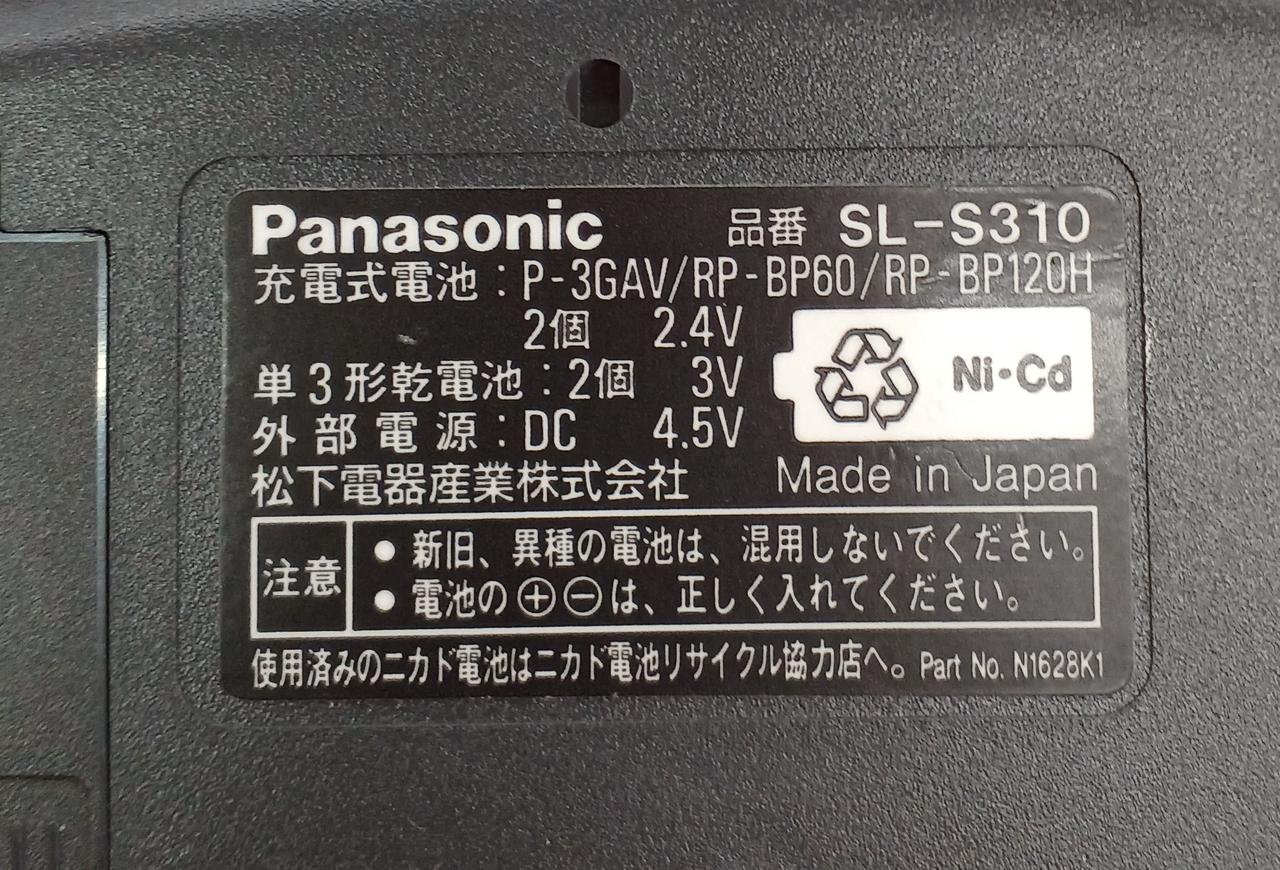 Panasonic 品番 SL-S310
充電式電池:P-3GAV/RP-BP60/RP-BP120H
2個 2.4V
単3形乾電池:2個 3V
外部電源:DC 4.5V
Ni・Cd
松下電器産業株式会社 Made in Japan
注意
● 新旧、異種の電池は、混用しないでください。
● 電池の⊕⊖は、正しく入れてください。
使用済みのニカド電池はニカド電池リサイクル協力店へ。 Part No. N1628K1